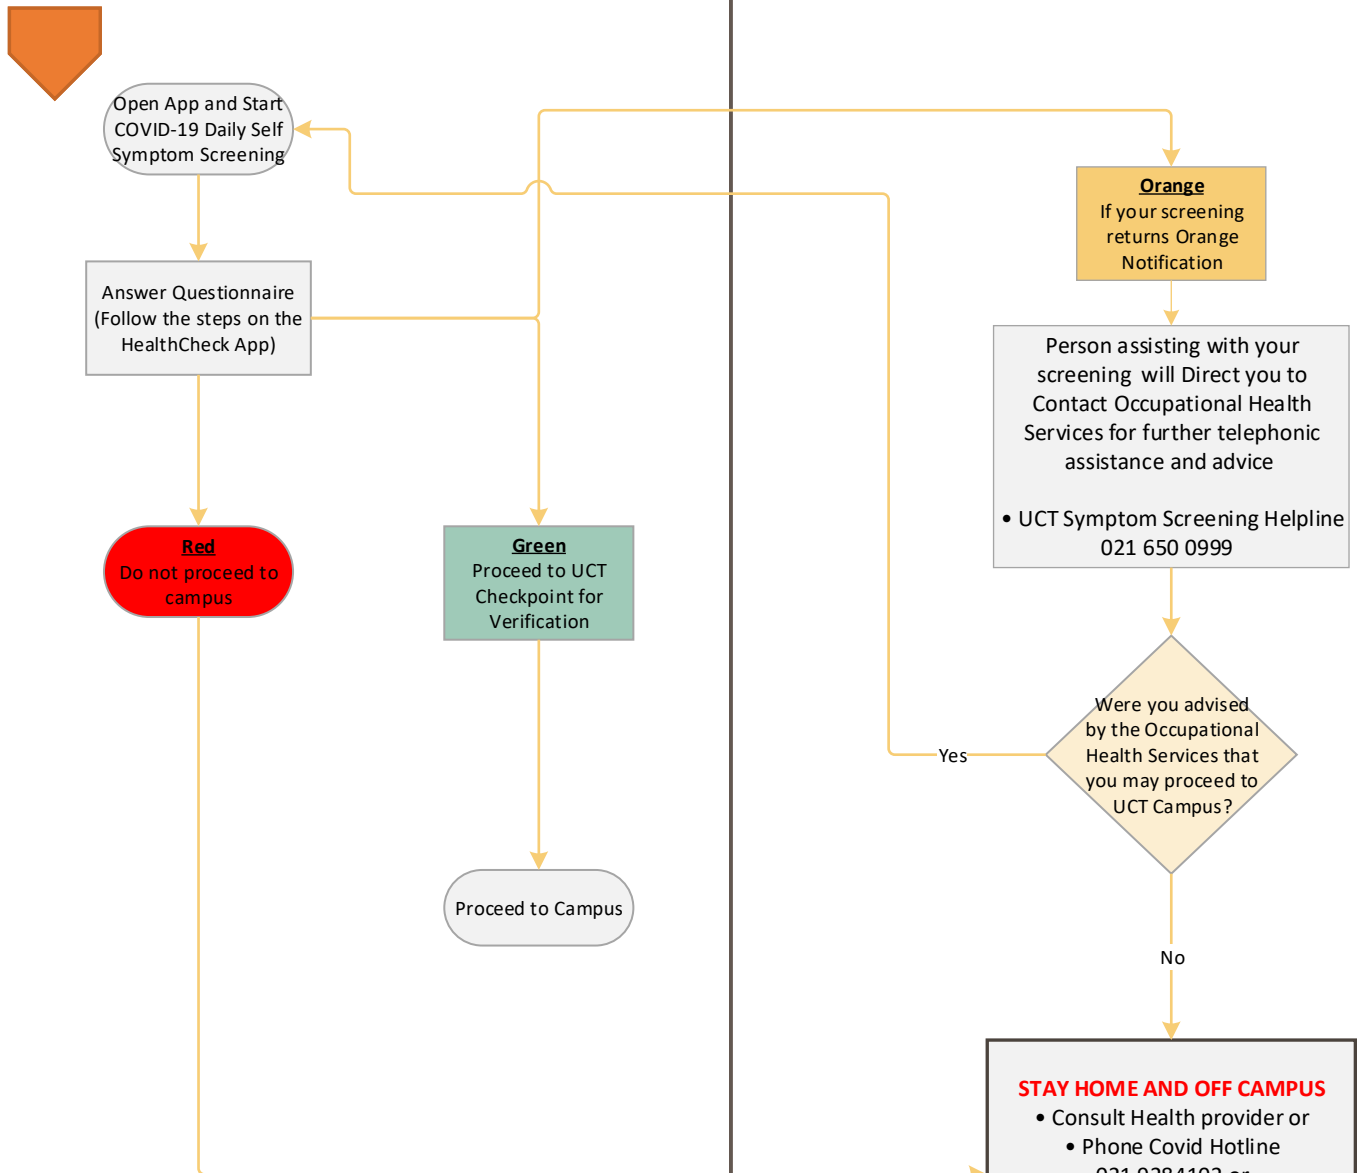 Open App and Start
COVID-19 Daily Self
Symptom Screening
Answer Questionnaire
(Follow the steps on the
HealthCheck App)
Red
Do not proceed to
campus
Green
Proceed to UCT
Checkpoint for
Verification
Proceed to Campus
Orange
If your screening
returns Orange
Notification
Person assisting with your
screening will Direct you to
Contact Occupational Health
Services for further telephonic
assistance and advice
• UCT Symptom Screening Helpline
021 650 0999
Were you advised
by the Occupational
Health Services that
you may proceed to
UCT Campus?
Yes
No
STAY HOME AND OFF CAMPUS
• Consult Health provider or
• Phone Covid Hotline
021 9284102 or